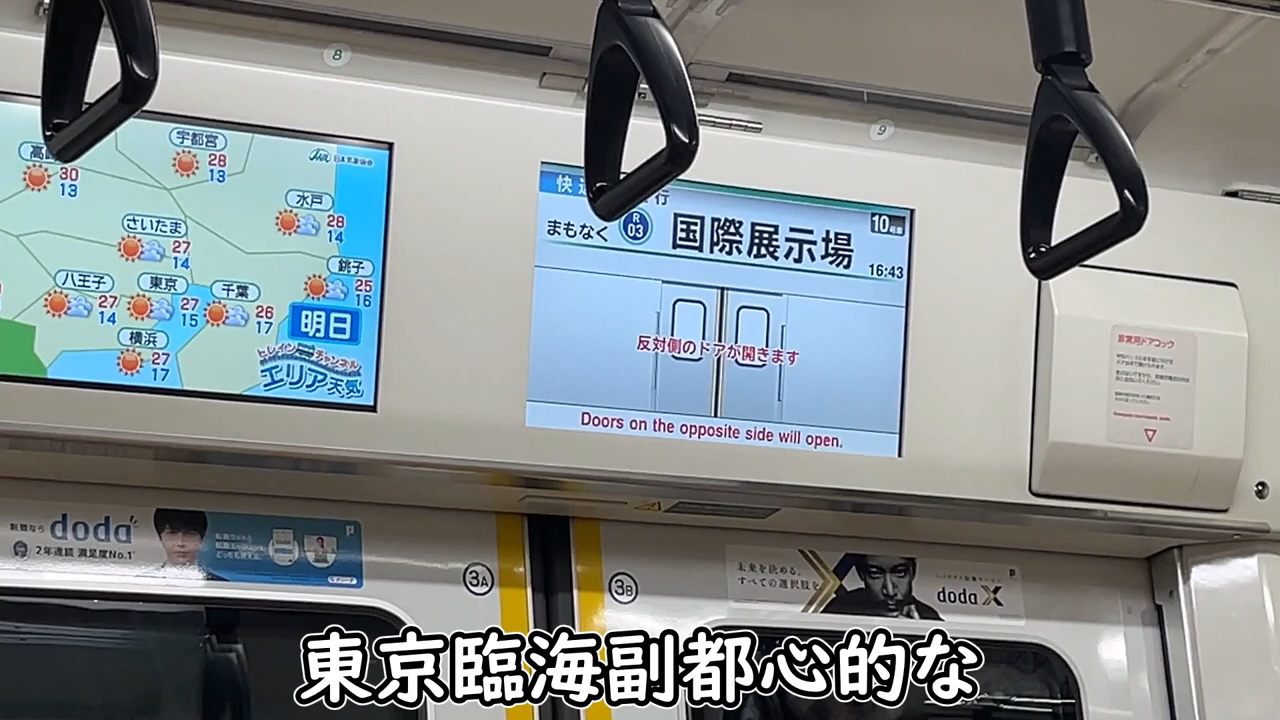 8
9
日本気象協会
宇都宮
28
13
30
13
水戸
28
14
さいたま
27
14
銚子
25
16
八王子
27
14
東京
27
15
千葉
26
17
横浜
27
17
明日
トレインチャンネル
エリア天気
行
10号車
まもなく
R
03
国際展示場
16:43
反対側のドアが開きます
Doors on the opposite side will open.
非常用ドアコック
転職なら doda
2年連続 満足度No.1
3A
3B
未来を決める、
すべての選択肢を
doda X
東京臨海副都心的な